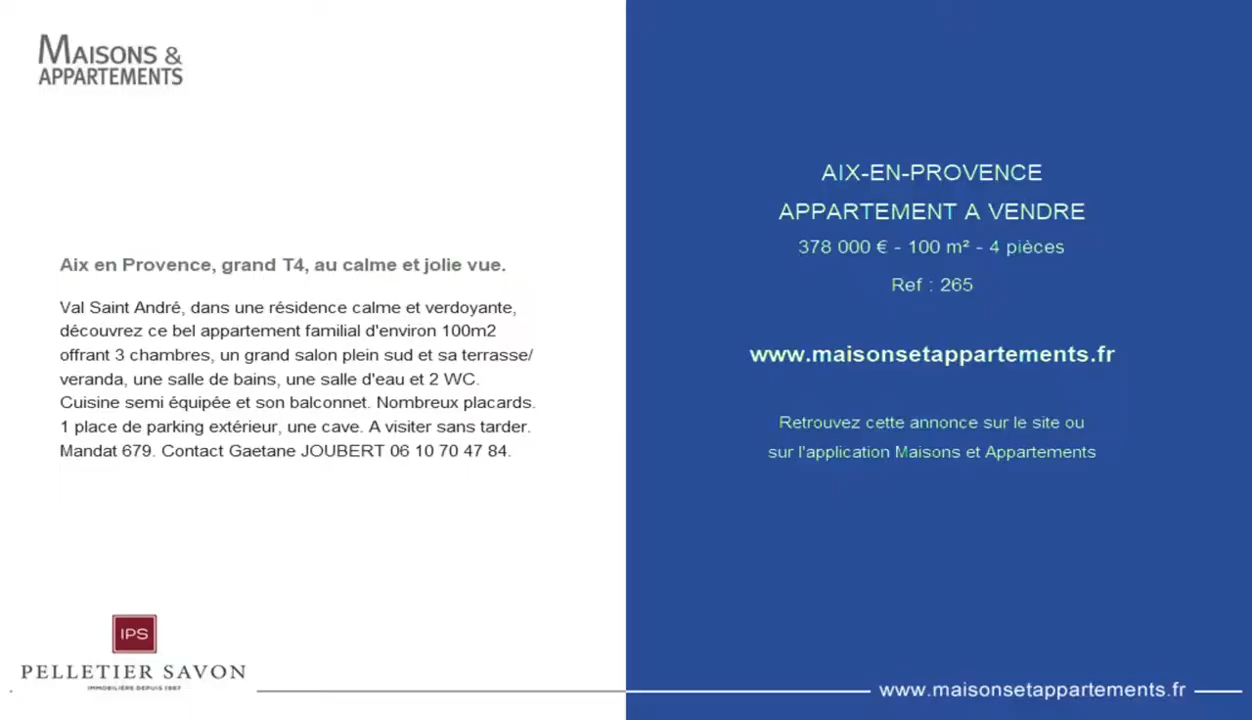 MAISONS &
APPARTEMENTS
Aix en Provence, grand T4, au calme et jolie vue.
Val Saint André, dans une résidence calme et verdoyante,
découvrez ce bel appartement familial d'environ 100m2
offrant 3 chambres, un grand salon plein sud et sa terrasse/
veranda, une salle de bains, une salle d'eau et 2 WC.
Cuisine semi équipée et son balconnet. Nombreux placards.
1 place de parking extérieur, une cave. A visiter sans tarder.
Mandat 679. Contact Gaetane JOUBERT 06 10 70 47 84.
IPS
PELLETIER SAVON
IMMOBILIÈRE DEPUIS 1987
AIX-EN-PROVENCE
APPARTEMENT A VENDRE
378 000 € - 100 m² - 4 pièces
Ref : 265
www.maisonsetappartements.fr
Retrouvez cette annonce sur le site ou
sur l'application Maisons et Appartements
www.maisonsetappartements.fr